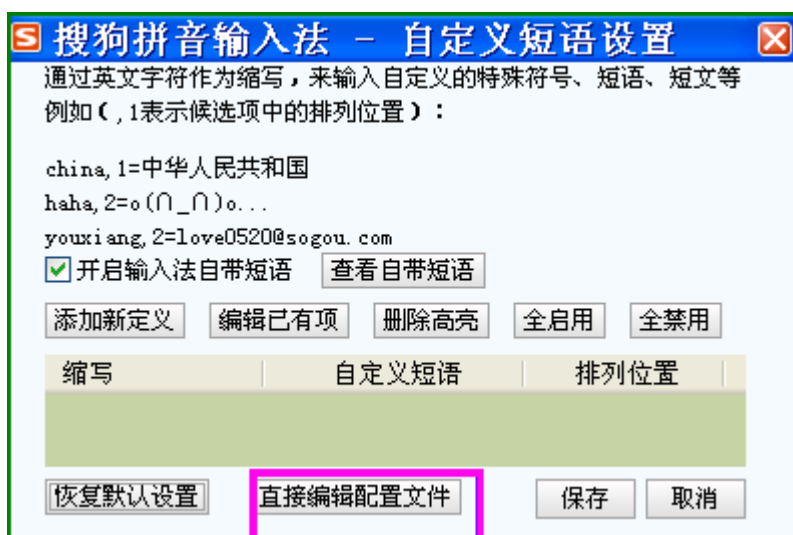 搜狗拼音输入法 - 自定义短语设置
通过英文字符作为缩写，来输入自定义的特殊符号、短语、短文等
例如(,1表示候选项中的排列位置)：
china,1=中华人民共和国
haha,2=o(∩_∩)o...
youxiang,2=love0520@sogou.com
开启输入法自带短语 查看自带短语
添加新定义 编辑已有项 删除高亮 全启用 全禁用
缩写 自定义短语 排列位置
恢复默认设置 直接编辑配置文件 保存 取消